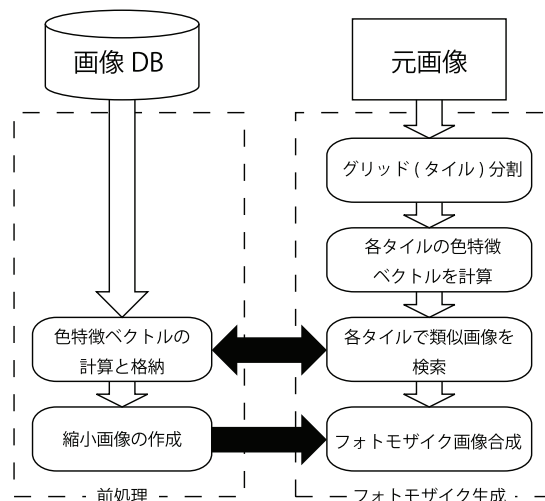 画像 DB
色特徴ベクトルの
計算と格納
縮小画像の作成
前処理
元画像
グリッド ( タイル ) 分割
各タイルの色特徴
ベクトルを計算
各タイルで類似画像を
検索
フォトモザイク画像合成
フォトモザイク生成